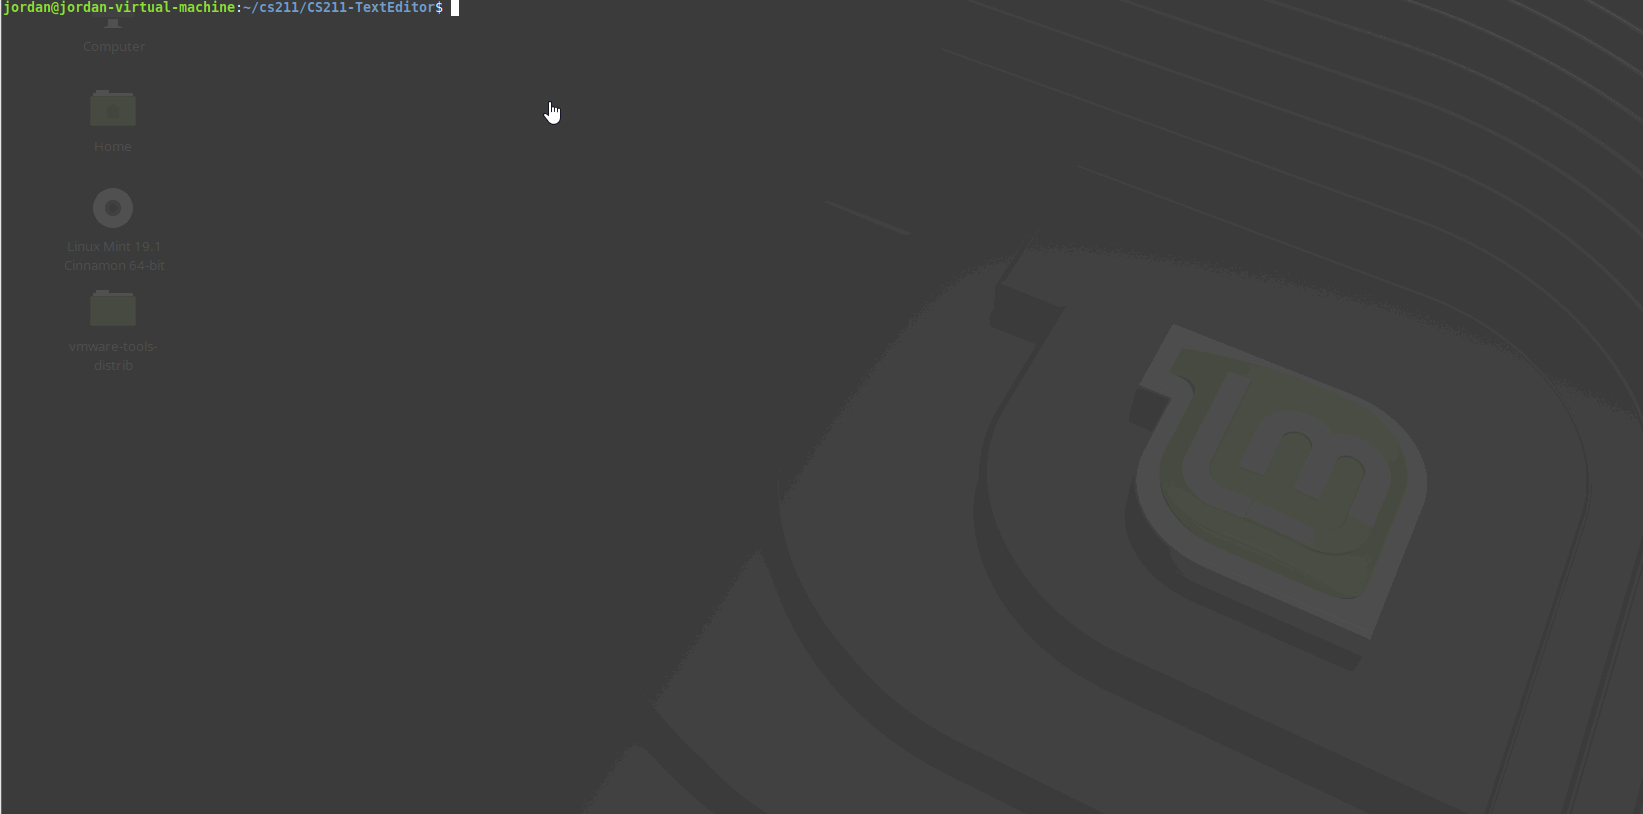 jordan@jordan-virtual-machine:~/cs211/CS211-TextEditor$
Computer
Home
Linux Mint 19.1
Cinnamon 64-bit
vmware-tools-
distrib